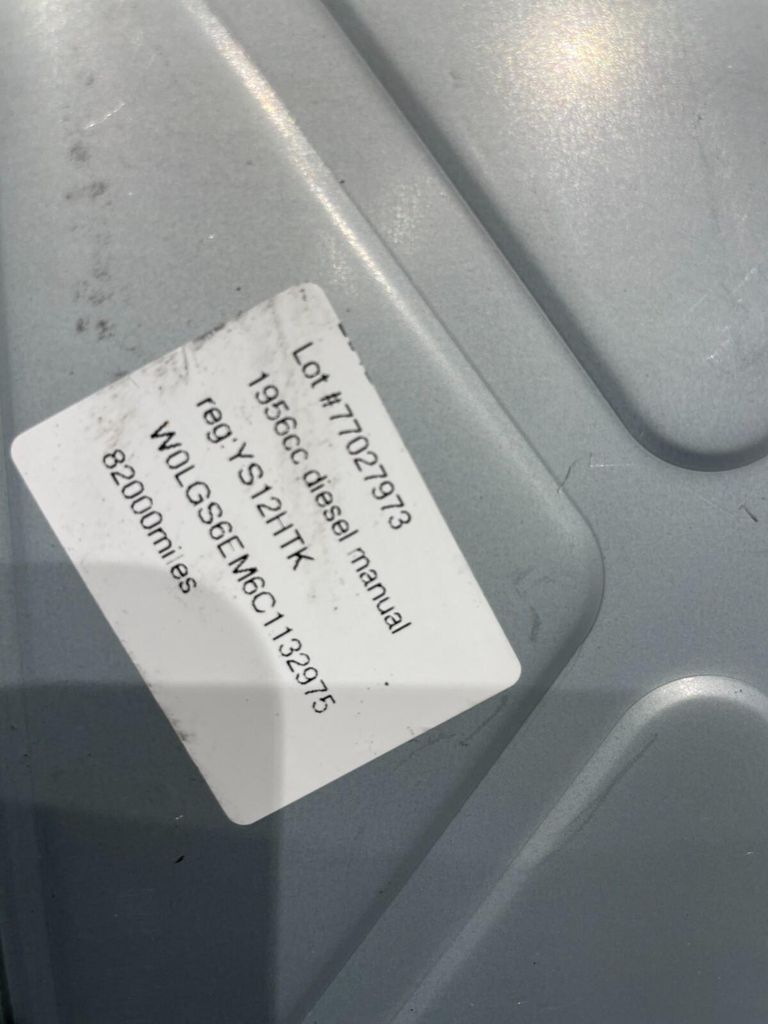 Lot #77027973
1956cc diesel manual
reg:YS12HTK
W0LGS6EM6C1132975
82000miles